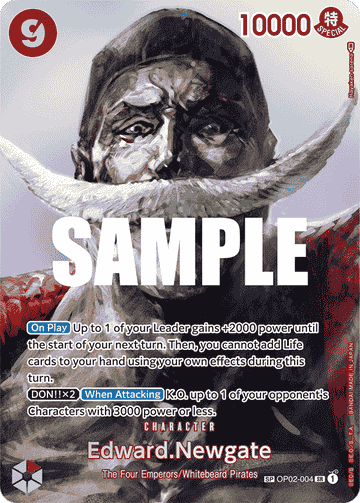 9
10000
特
SPECIAL
SAMPLE
On Play Up to 1 of your Leader gains +2000 power until
the start of your next turn. Then, you cannot add Life
cards to your hand using your own effects during this
turn.
DON!!×2 When Attacking K.O. up to 1 of your opponent's
Characters with 3000 power or less.
CHARACTER
Edward.Newgate
The Four Emperors/Whitebeard Pirates
SP OP02-004 SR 1